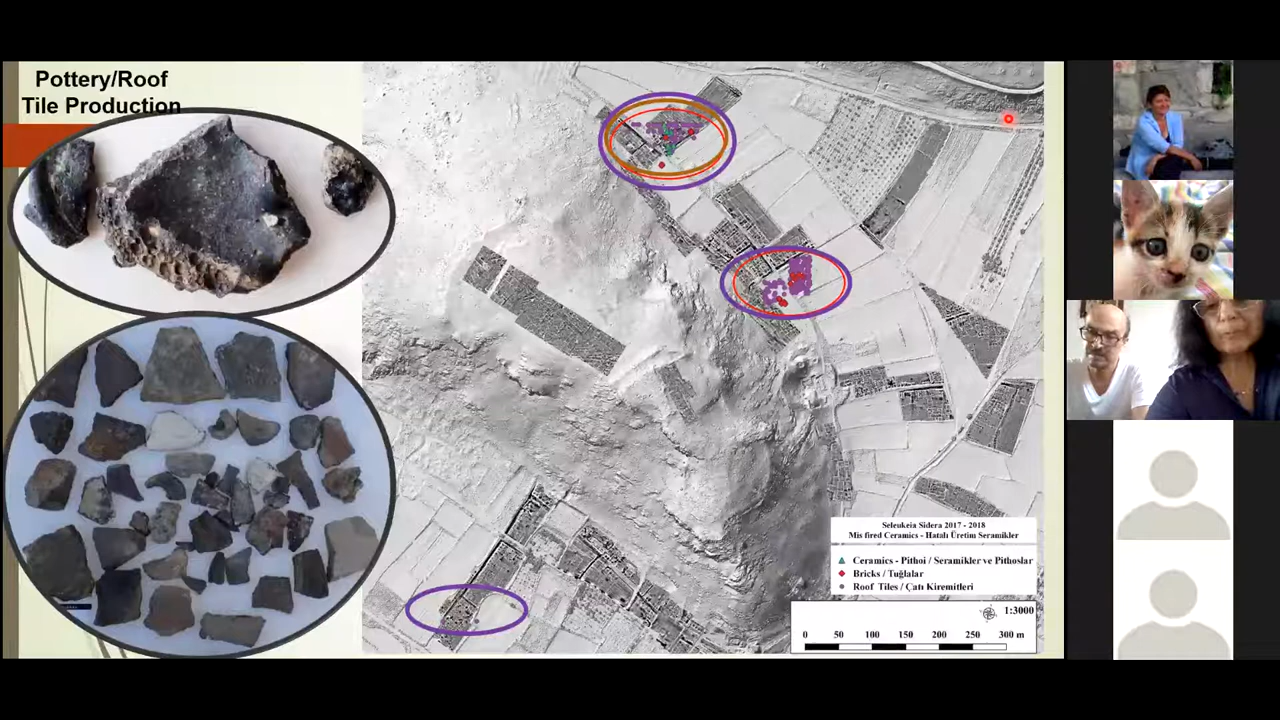 Pottery/Roof
Tile Production
Seleukeia Sidera 2017 - 2018
Mis fired Ceramics - Hatalı Üretim Seramikler
Ceramics - Pithoi / Seramikler ve Pithoslar
Bricks / Tuğlalar
Roof Tiles / Çatı Kiremitleri
1:3000
0 50 100 150 200 250 300 m